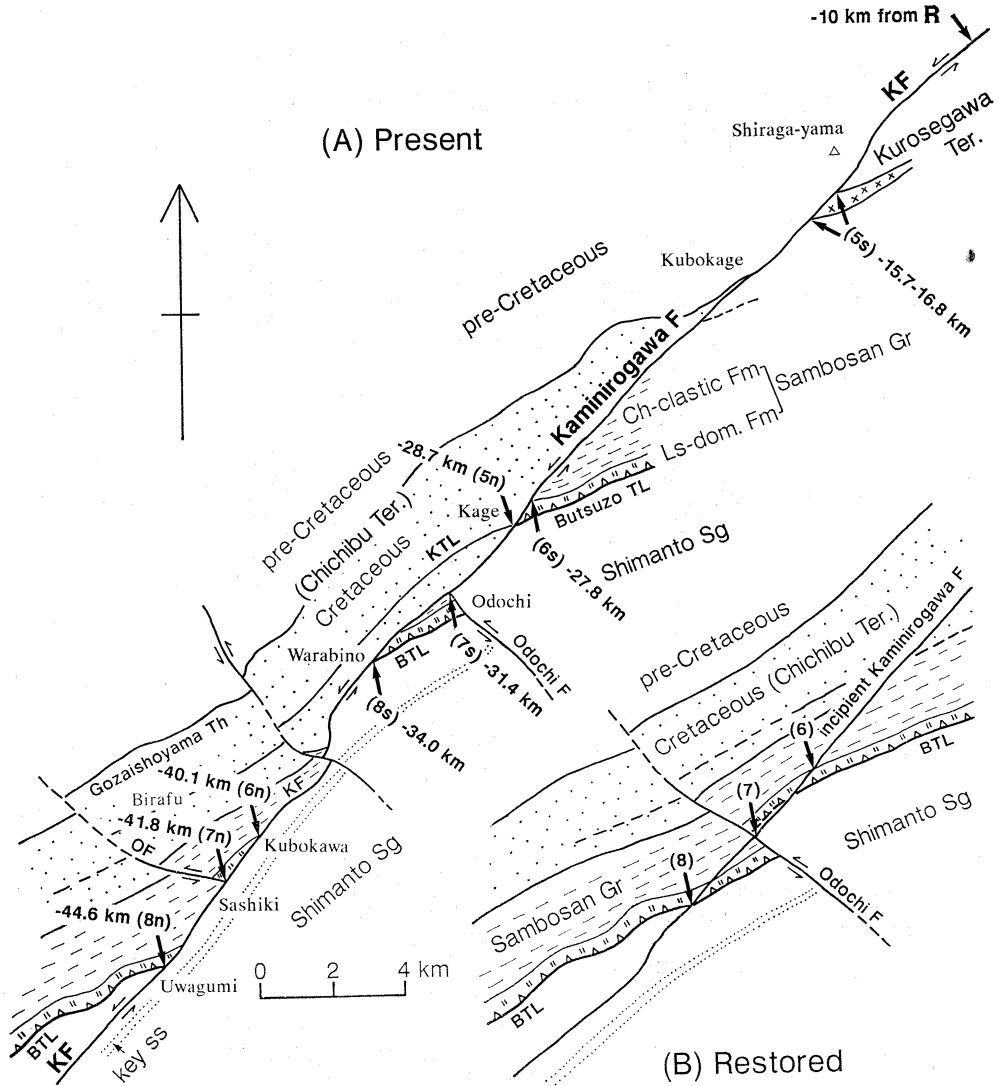 -10 km from R
KF
(A) Present
Shiraga-yama
Kurosegawa
Ter.
(5s) -15.7-16.8 km
Kubokage
pre-Cretaceous
Kaminirogawa F
Ch-clastic Fm
Ls-dom. Fm
Sambosan Gr
-28.7 km (5n)
Kage
KTL
Butsuzo TL
(6s) -27.8 km
Shimanto Sg
pre-Cretaceous
(Chichibu Ter.)
Cretaceous
Odochi
Odochi F
Warabino
BTL
(7s) -31.4 km
(8s) -34.0 km
Gozaishoyama Th
-40.1 km (6n)
KF
Birafu
-41.8 km (7n)
OF
Kubokawa
Sashiki
Shimanto Sg
-44.6 km (8n)
Uwagumi
BTL
KF
key ss
0 2 4 km
pre-Cretaceous
Cretaceous (Chichibu Ter.)
incipient Kaminirogawa F
(6)
BTL
(7)
Shimanto Sg
(8)
Sambosan Gr
Odochi F
BTL
(B) Restored